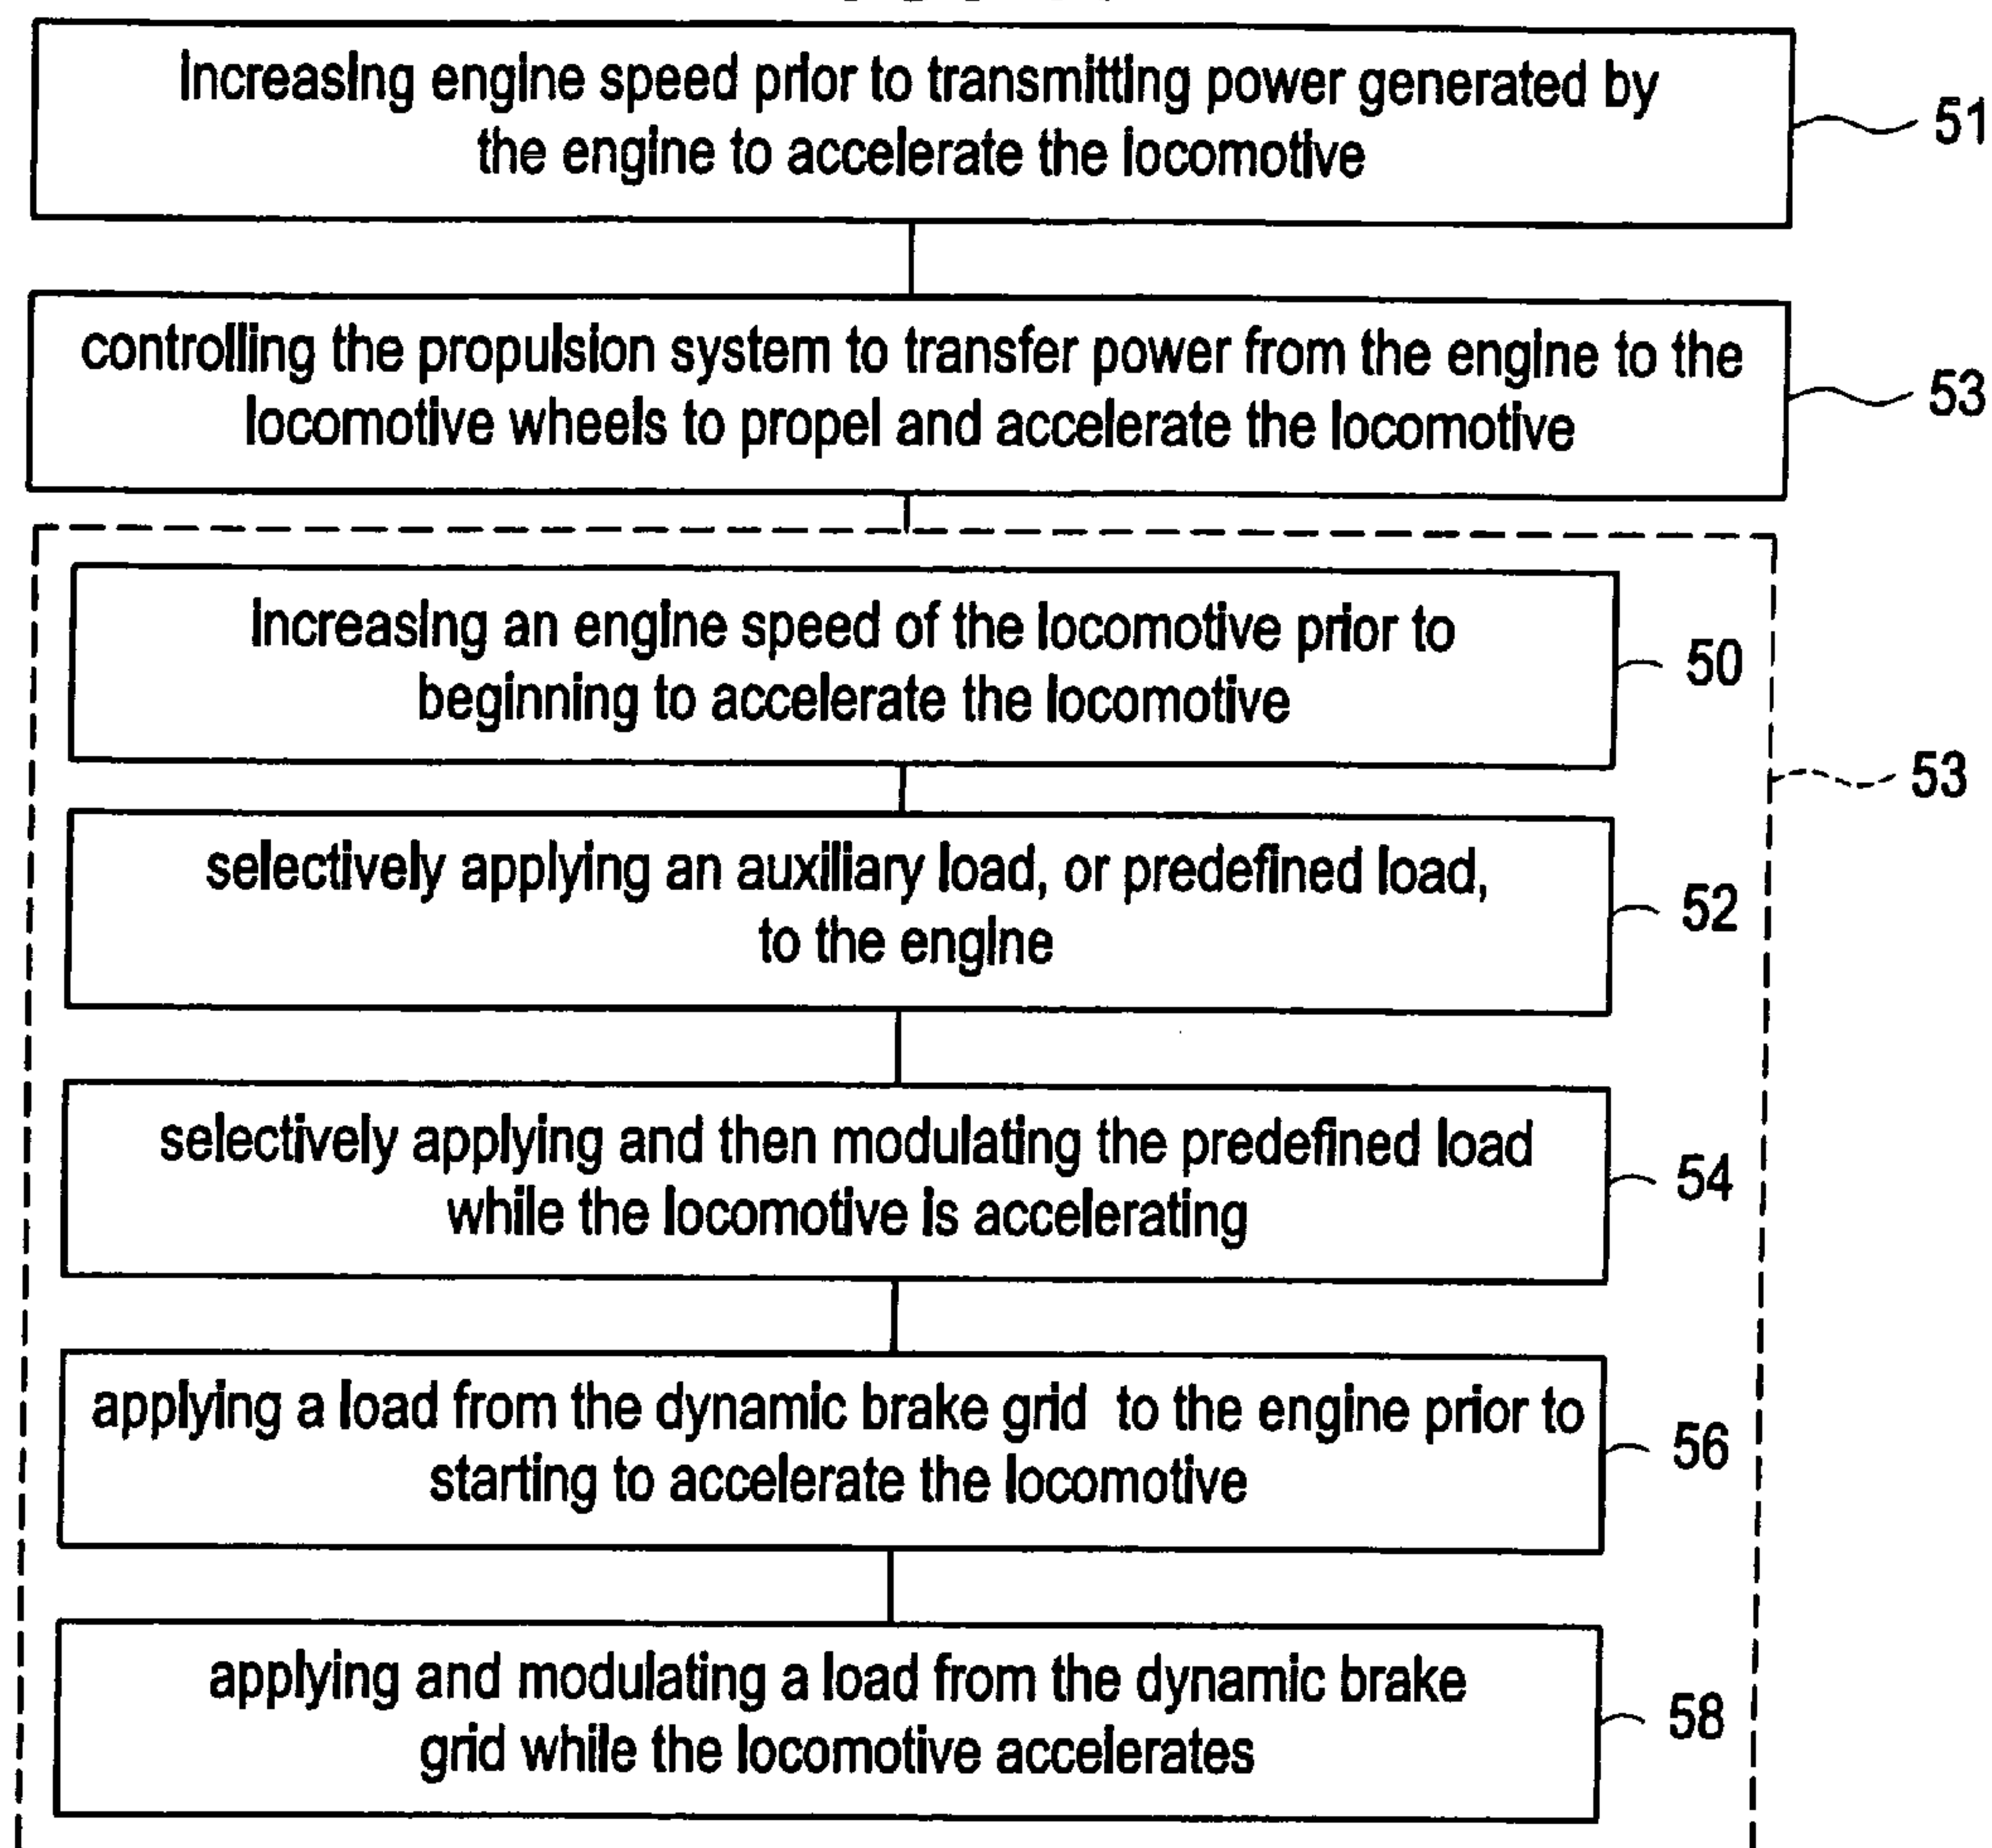 Increasing engine speed prior to transmitting power generated by
the engine to accelerate the locomotive
51
controlling the propulsion system to transfer power from the engine to the
locomotive wheels to propel and accelerate the locomotive
53
Increasing an engine speed of the locomotive prior to
beginning to accelerate the locomotive
50
53
selectively applying an auxiliary load, or predefined load,
to the engine
52
selectively applying and then modulating the predefined load
while the locomotive is accelerating
54
applying a load from the dynamic brake grid to the engine prior to
starting to accelerate the locomotive
56
applying and modulating a load from the dynamic brake
grid while the locomotive accelerates
58